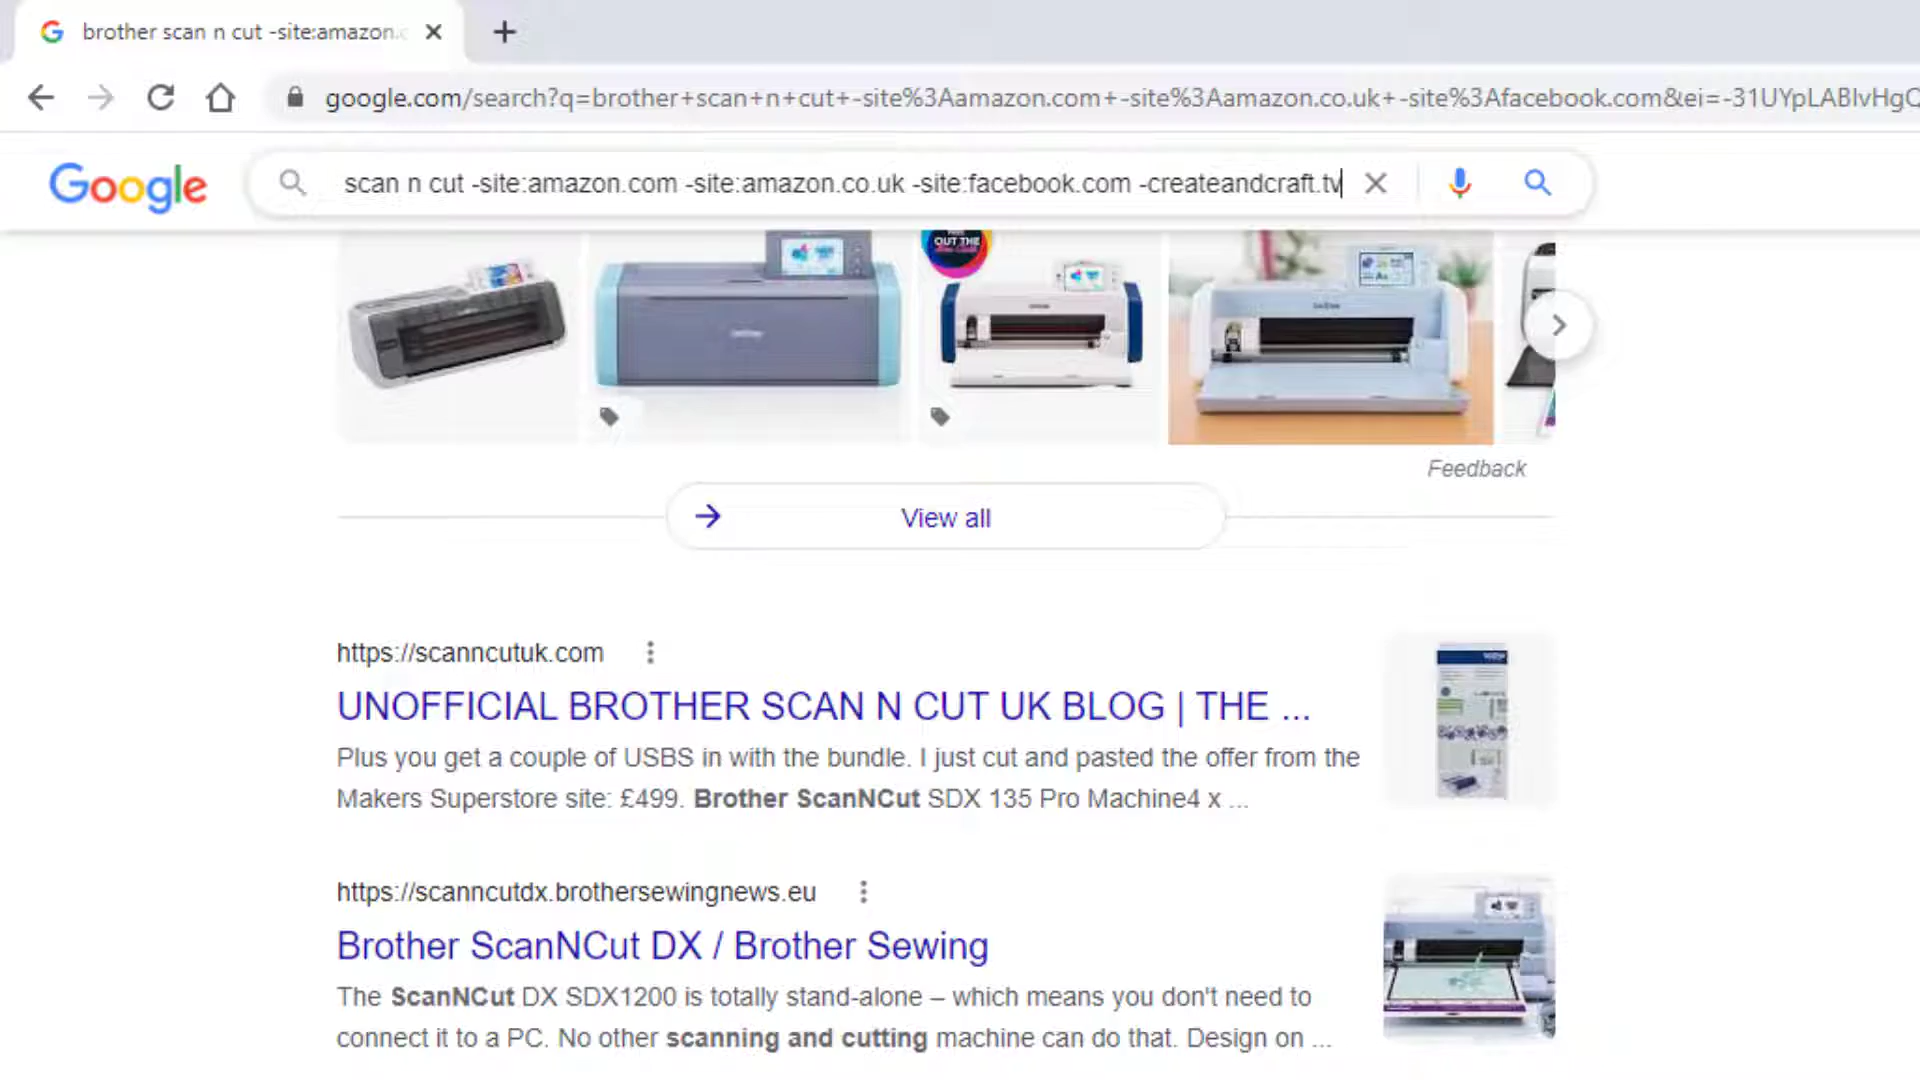 brother scan n cut -site:amazon.c
google.com/search?q=brother+scan+n+cut+-site%3Aamazon.com+-site%3Aamazon.co.uk+-site%3Afacebook.com&ei=-31UYpLABIvHgQ
Google
scan n cut -site:amazon.com -site:amazon.co.uk -site:facebook.com -createandcraft.tv
OUT THE
Feedback
View all
https://scanncutuk.com
UNOFFICIAL BROTHER SCAN N CUT UK BLOG | THE ...
Plus you get a couple of USBS in with the bundle. I just cut and pasted the offer from the
Makers Superstore site: £499. Brother ScanNCut SDX 135 Pro Machine4 x ...
https://scanncutdx.brothersewingnews.eu
Brother ScanNCut DX / Brother Sewing
The ScanNCut DX SDX1200 is totally stand-alone – which means you don't need to
connect it to a PC. No other scanning and cutting machine can do that. Design on ...